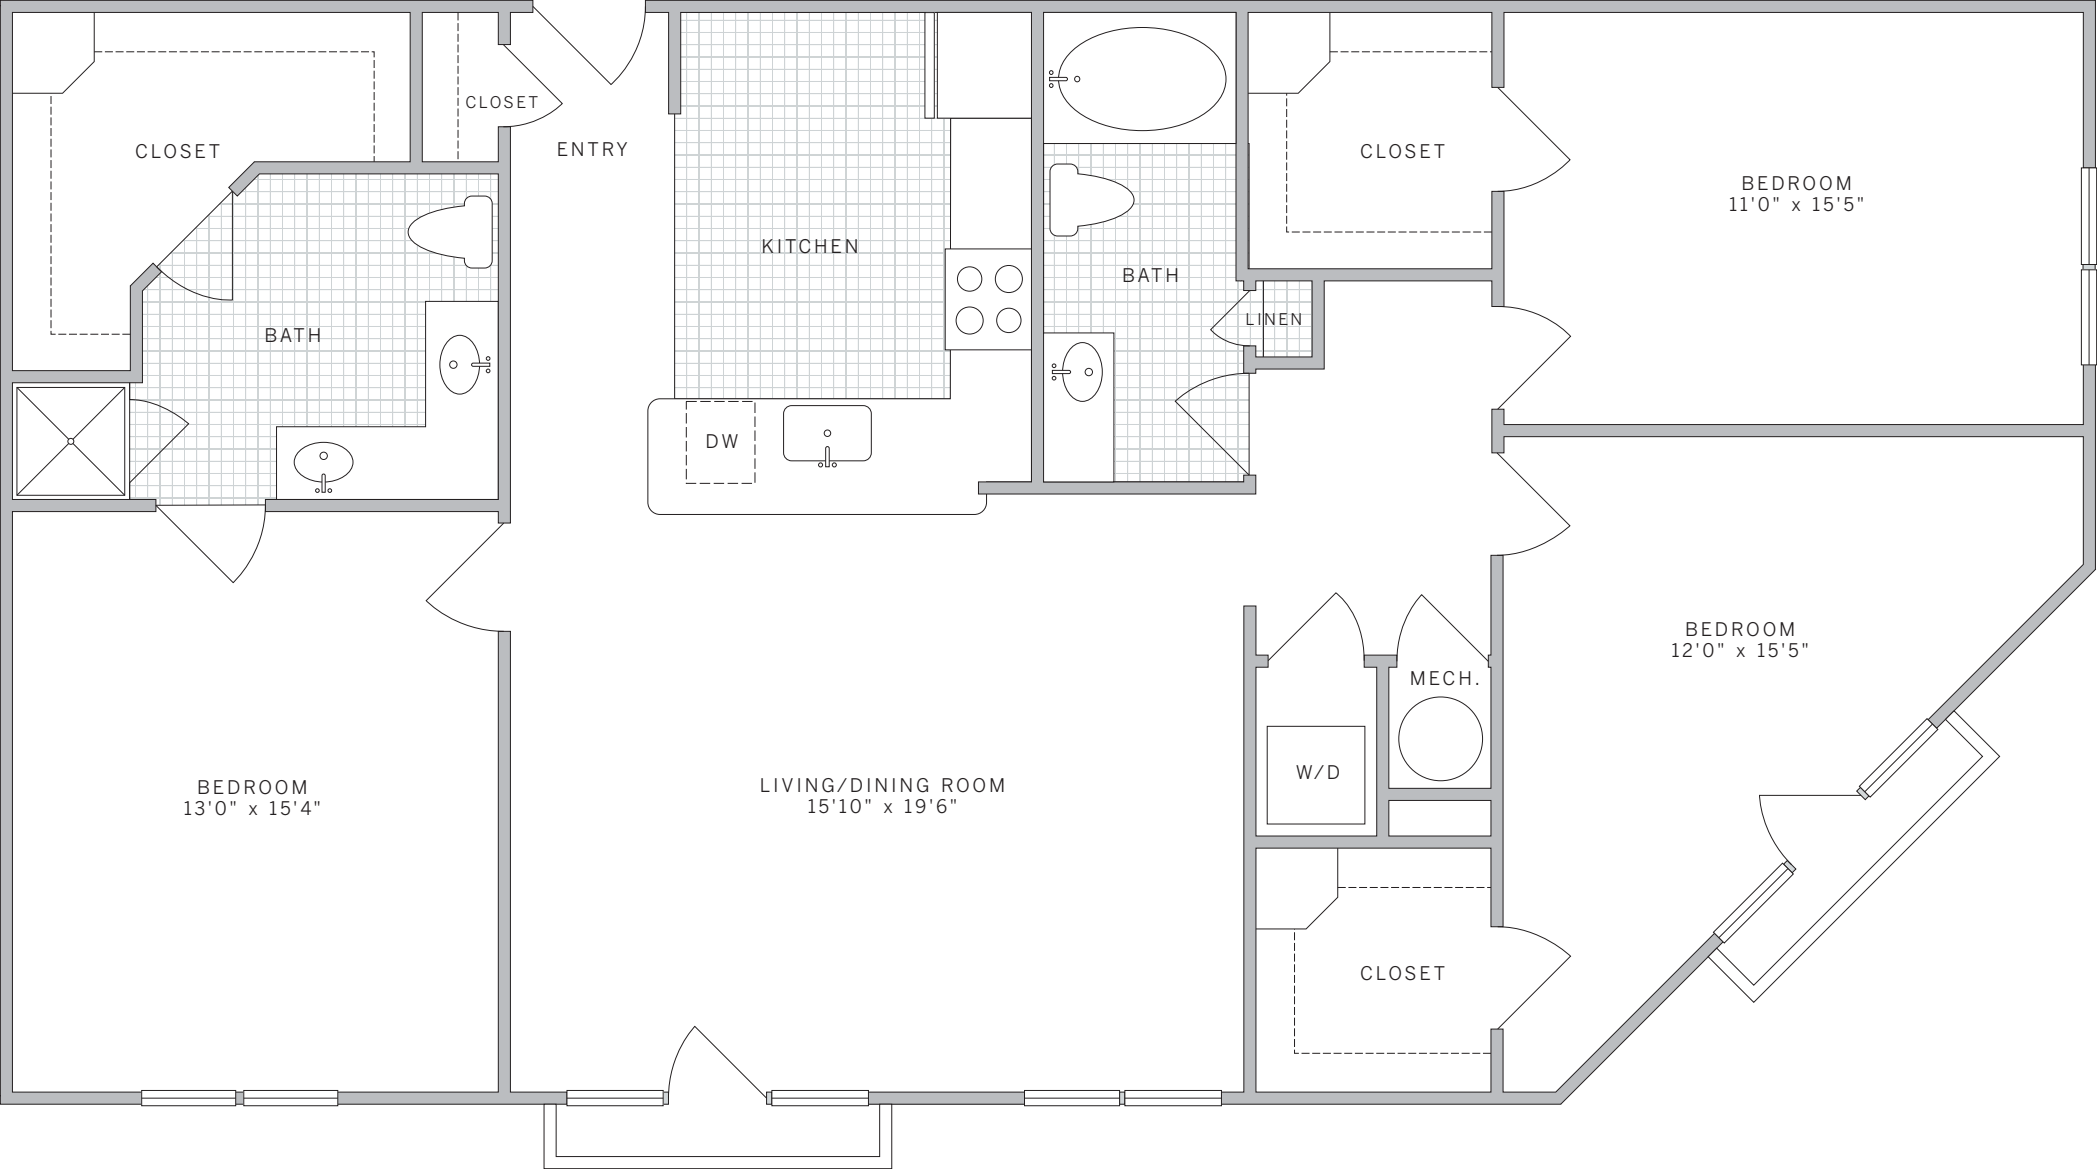 CLOSET
ENTRY
CLOSET
CLOSET
BEDROOM
11'0" x 15'5"
KITCHEN
BATH
LINEN
BATH
DW
BEDROOM
12'0" x 15'5"
MECH.
W/D
BEDROOM
13'0" x 15'4"
LIVING/DINING ROOM
15'10" x 19'6"
CLOSET